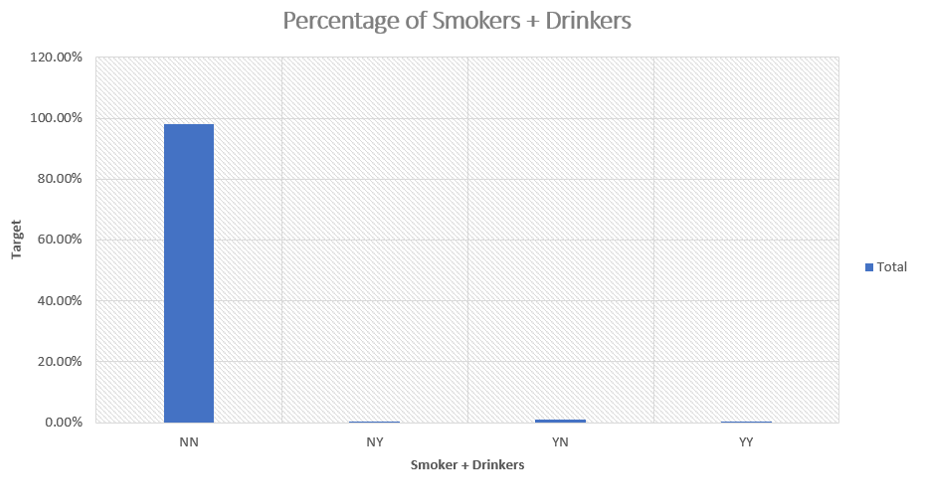 Percentage of Smokers + Drinkers
120.00%
100.00%
80.00%
60.00%
40.00%
20.00%
0.00%
Target
NN NY YN YY
Smoker + Drinkers
Total